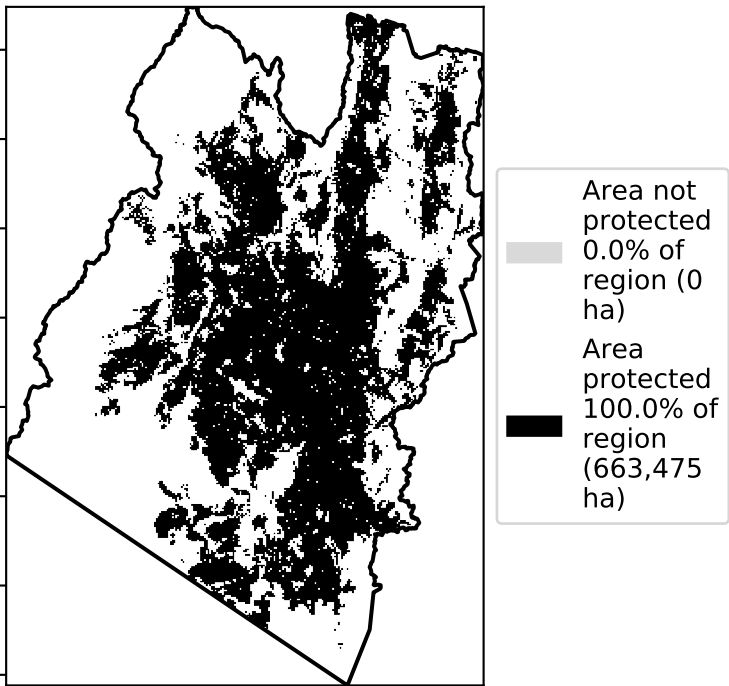 Area not
protected
0.0% of
region (0
ha)
Area
protected
100.0% of
region
(663,475
ha)